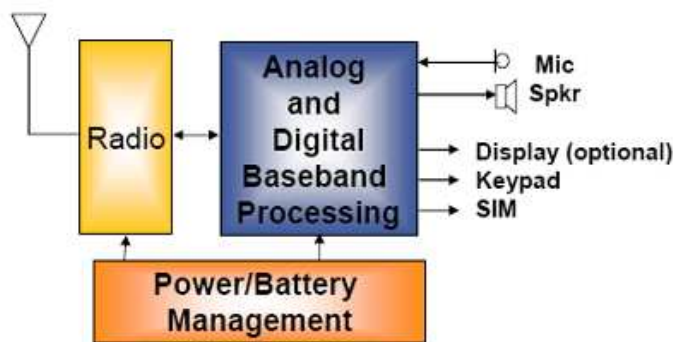 Radio
Analog
and
Digital
Baseband
Processing
Mic
Spkr
Display (optional)
Keypad
SIM
Power/Battery
Management